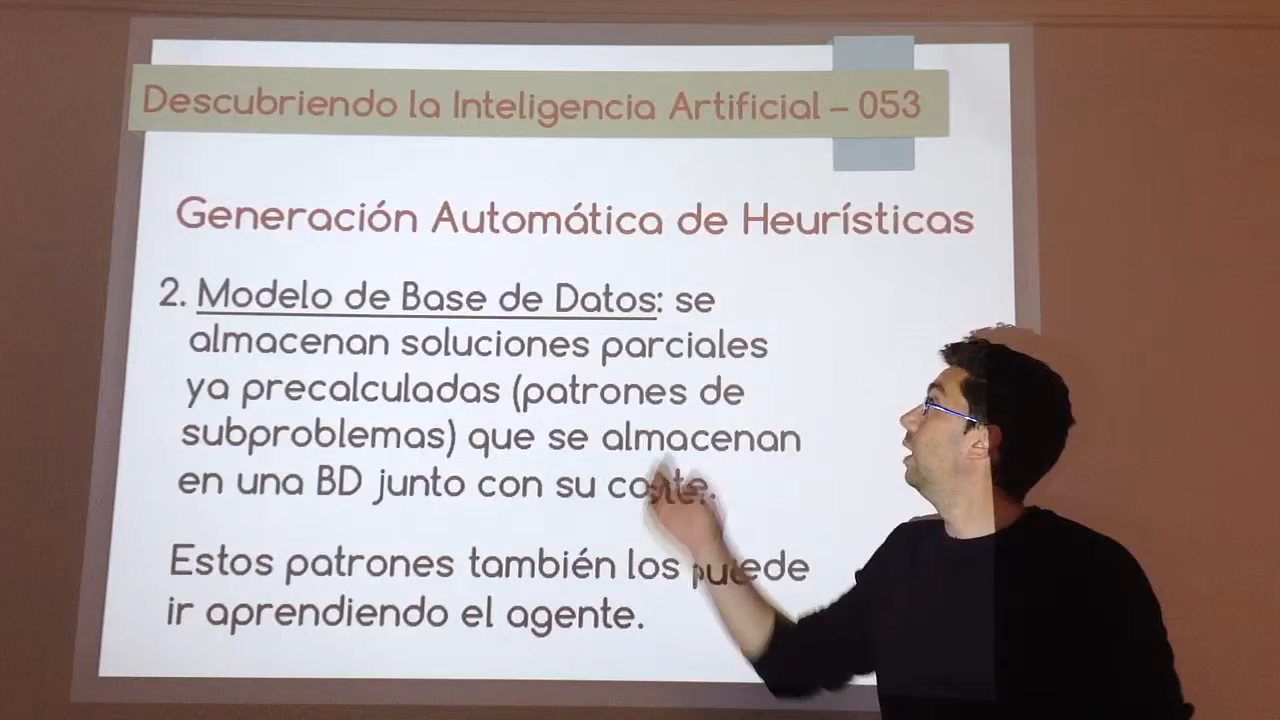 Descubriendo la Inteligencia Artificial – 053
Generación Automática de Heurísticas
2. Modelo de Base de Datos: se
almacenan soluciones parciales
ya precalculadas (patrones de
subproblemas) que se almacenan
en una BD junto con su coste.
Estos patrones también los puede
ir aprendiendo el agente.